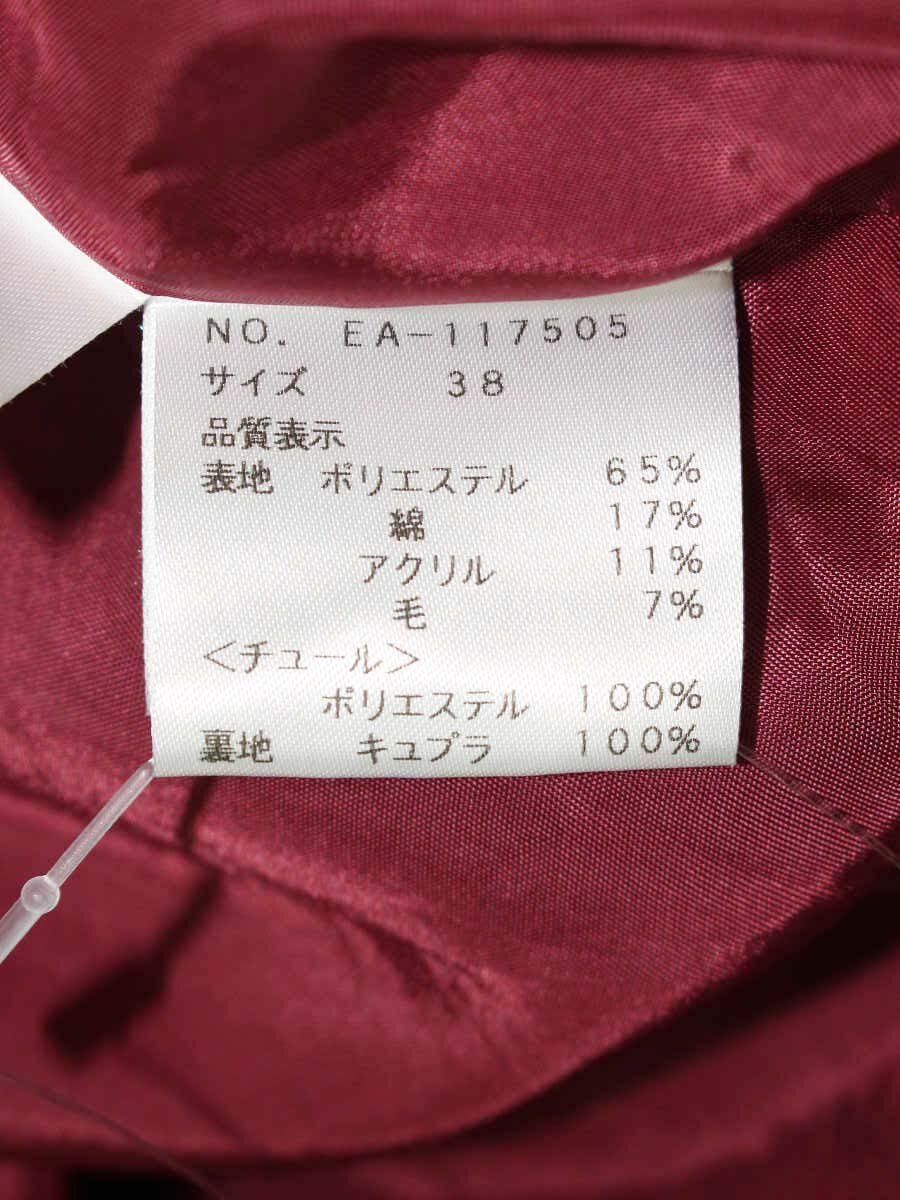 NO. EA-117505
サイズ 38
品質表示
表地 ポリエステル 65%
綿 17%
アクリル 11%
毛 7%
<チュール>
ポリエステル 100%
裏地 キュプラ 100%